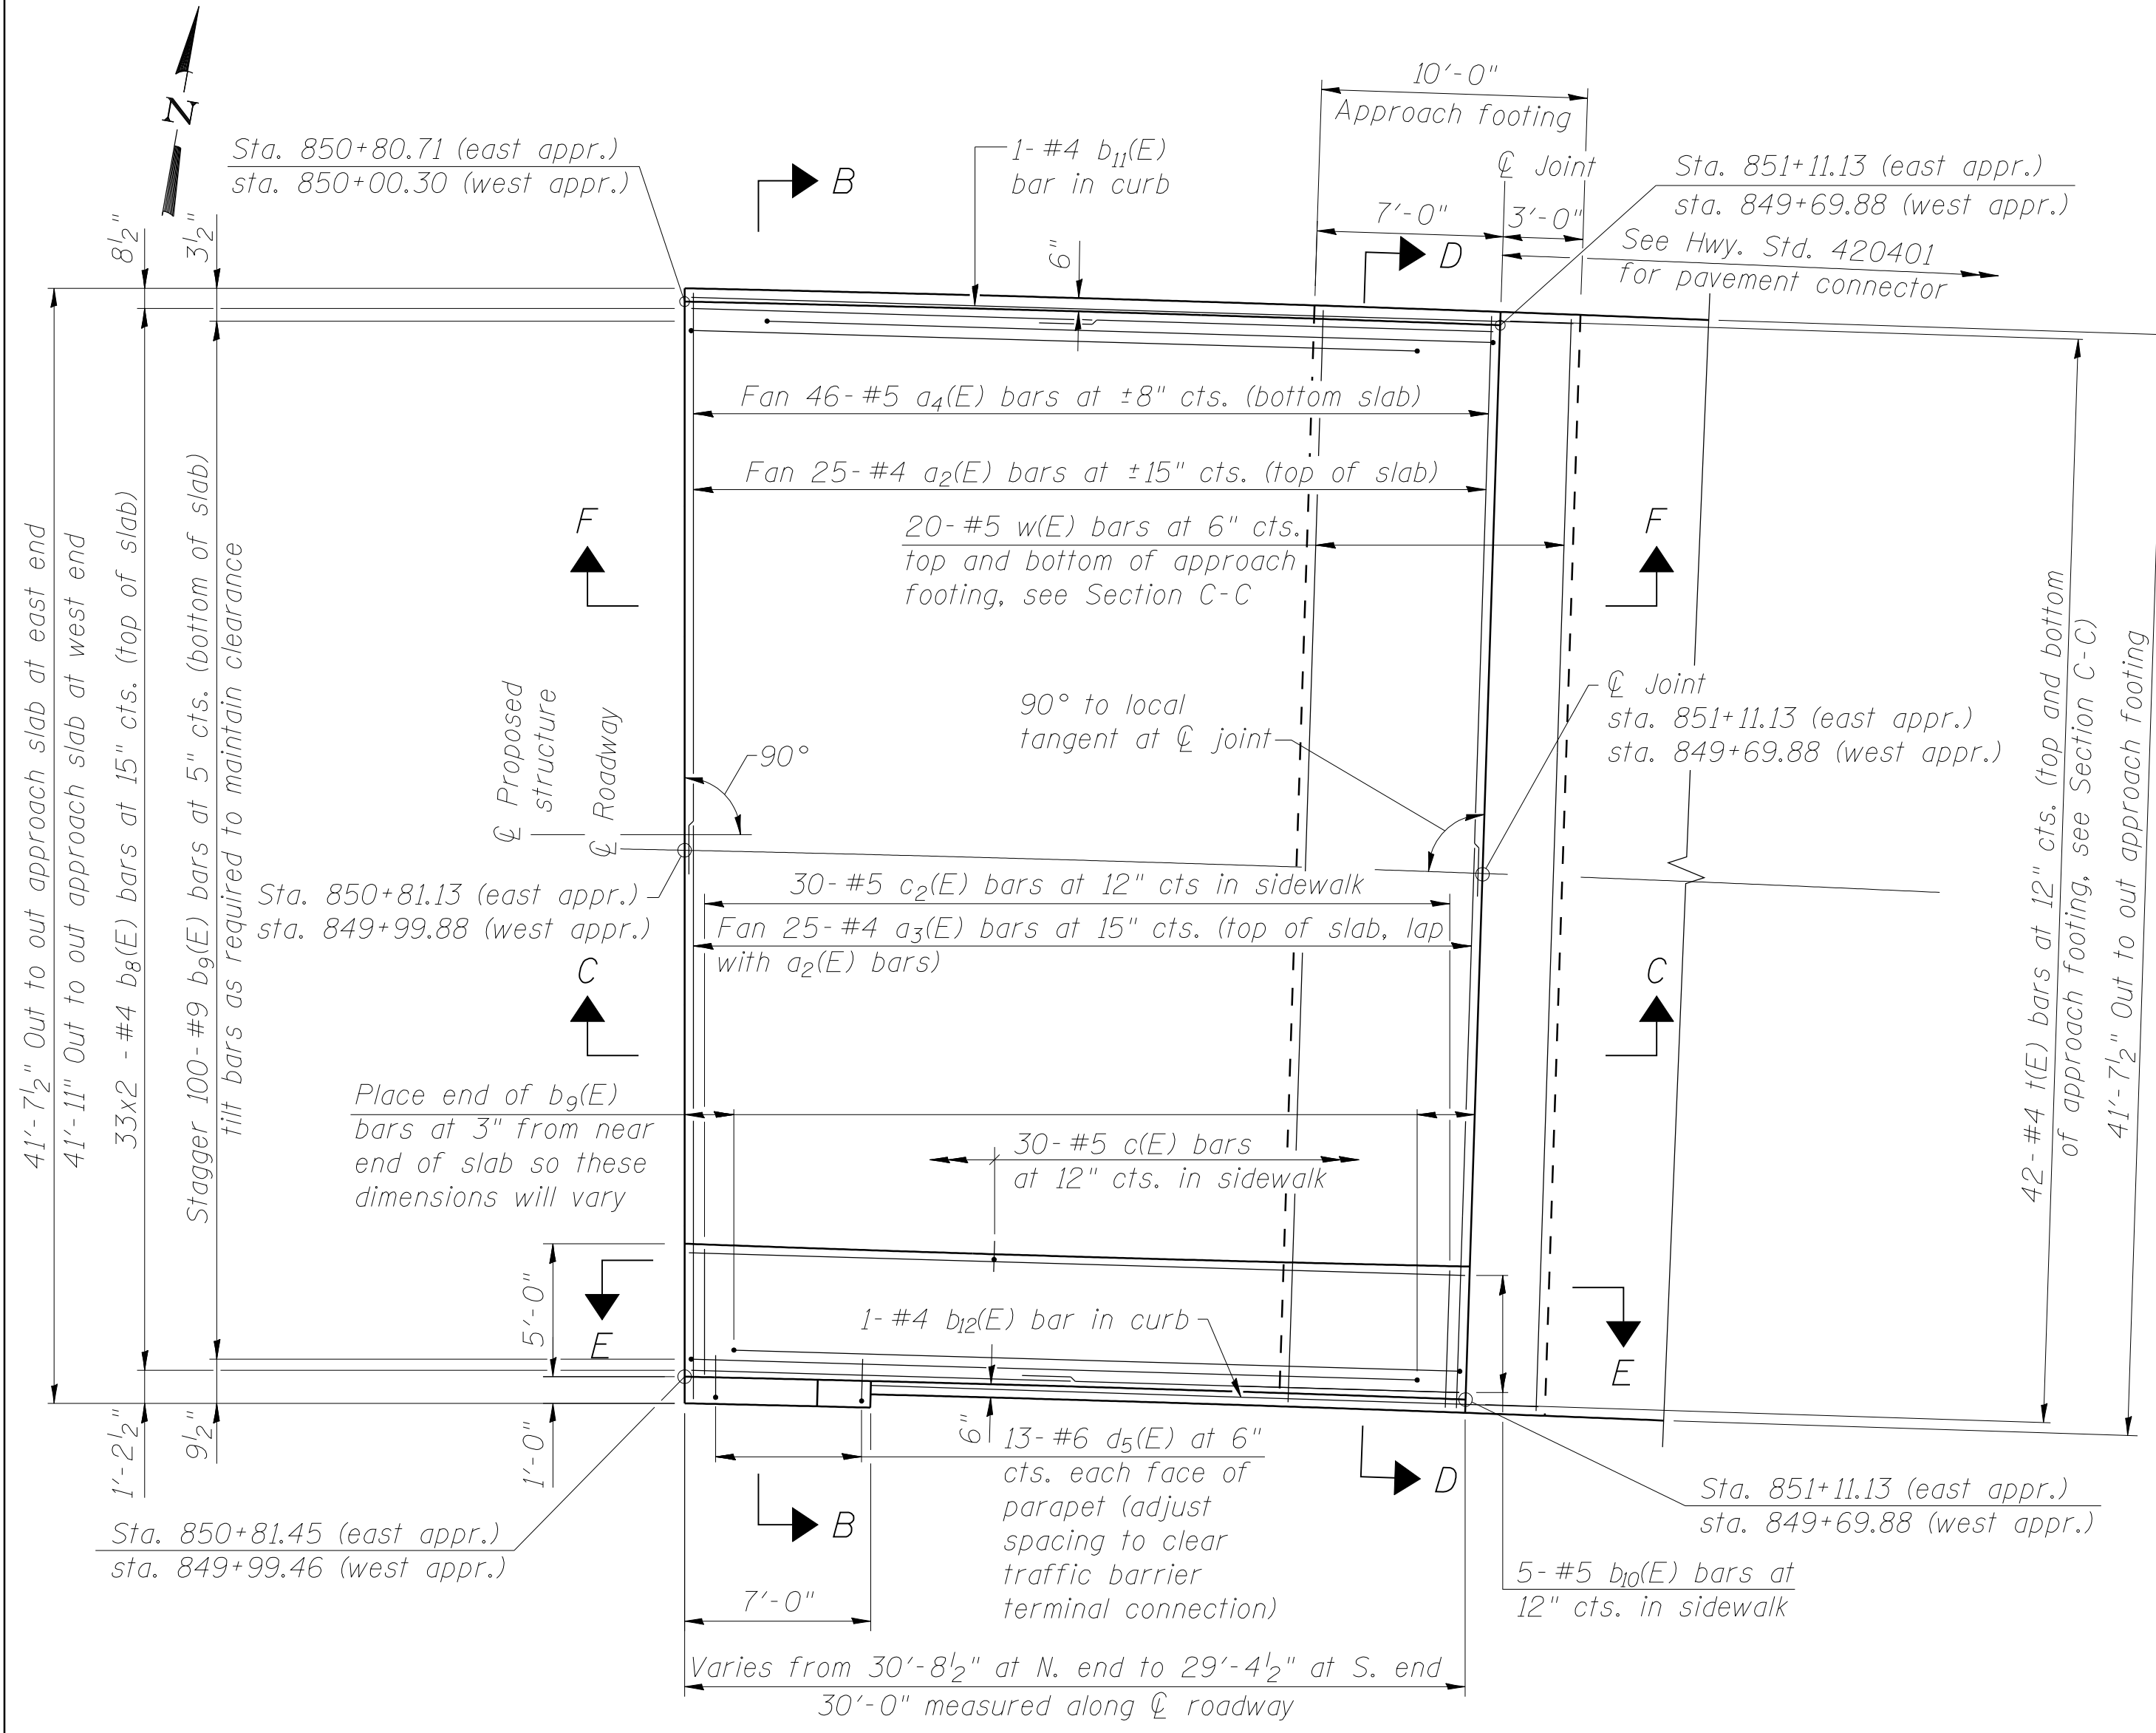 N
10'-0"
Approach footing
Sta. 850+80.71 (east appr.)
sta. 850+00.30 (west appr.)
B
1- #4 b11(E)
bar in curb
℄ Joint
Sta. 851+11.13 (east appr.)
sta. 849+69.88 (west appr.)
7'-0"
3'-0"
See Hwy. Std. 420401
for pavement connector
8½"
3½"
6"
D
Fan 46- #5 a4(E) bars at ±8" cts. (bottom slab)
Fan 25- #4 a2(E) bars at ±15" cts. (top of slab)
20- #5 w(E) bars at 6" cts.
top and bottom of approach
footing, see Section C-C
F
F
41'-7½" Out to out approach slab at east end
41'-11" Out to out approach slab at west end
33x2 - #4 b8(E) bars at 15" cts. (top of slab)
Stagger 100- #9 b9(E) bars at 5" cts. (bottom of slab)
tilt bars as required to maintain clearance
℄ Proposed
structure
℄ Roadway
90°
90° to local
tangent at ℄ joint
℄ Joint
sta. 851+11.13 (east appr.)
sta. 849+69.88 (west appr.)
42- #4 t(E) bars at 12" cts. (top and bottom
of approach footing, see Section C-C)
41'-7½" Out to out approach footing
Sta. 850+81.13 (east appr.)
sta. 849+99.88 (west appr.)
30- #5 c2(E) bars at 12" cts in sidewalk
Fan 25- #4 a3(E) bars at 15" cts. (top of slab, lap
with a2(E) bars)
C
C
Place end of b9(E)
bars at 3" from near
end of slab so these
dimensions will vary
30- #5 c(E) bars
at 12" cts. in sidewalk
5'-0"
E
1- #4 b12(E) bar in curb
E
1'-2½"
9½"
1'-0"
6"
13- #6 d5(E) at 6"
cts. each face of
parapet (adjust
spacing to clear
traffic barrier
terminal connection)
D
B
Sta. 851+11.13 (east appr.)
sta. 849+69.88 (west appr.)
Sta. 850+81.45 (east appr.)
sta. 849+99.46 (west appr.)
5- #5 b10(E) bars at
12" cts. in sidewalk
7'-0"
Varies from 30'-8½" at N. end to 29'-4½" at S. end
30'-0" measured along ℄ roadway